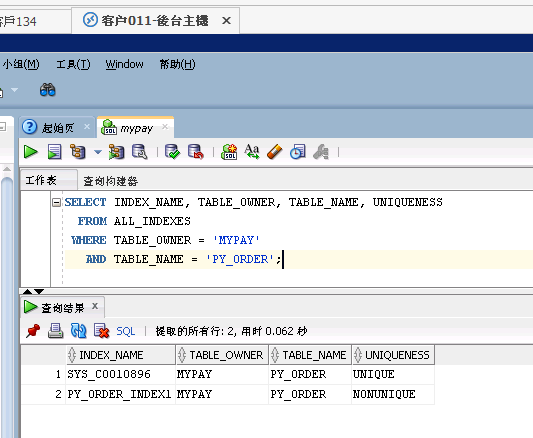 客戶134
客户011-後台主機
小组(M) 工具(T) Window 幫助(H)
起始页 mypay
工作表 查询构建器
SELECT INDEX_NAME, TABLE_OWNER, TABLE_NAME, UNIQUENESS
FROM ALL_INDEXES
WHERE TABLE_OWNER = 'MYPAY'
AND TABLE_NAME = 'PY_ORDER';
查询结果 x
SQL | 提取的所有行: 2, 用时 0.062 秒
INDEX_NAME TABLE_OWNER TABLE_NAME UNIQUENESS
1 SYS_C0010896 MYPAY PY_ORDER UNIQUE
2 PY_ORDER_INDEX1 MYPAY PY_ORDER NONUNIQUE